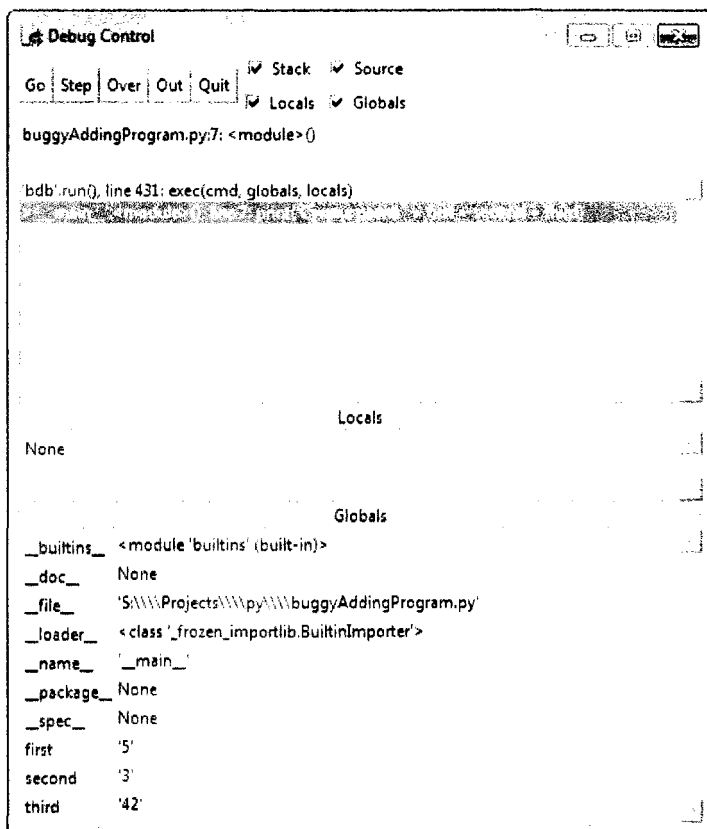 Debug Control
Go Step Over Out Quit Stack Source
Locals Globals
buggyAddingProgram.py:7: <module>()
'bdb'.run(), line 431: exec(cmd, globals, locals)
Locals
None
Globals
__builtins__ <module 'builtins' (built-in)>
__doc__ None
__file__ 'S:\\\\Projects\\\\py\\\\buggyAddingProgram.py'
__loader__ <class '_frozen_importlib.BuiltinImporter'>
__name__ '__main__'
__package__ None
__spec__ None
first '5'
second '3'
third '42'